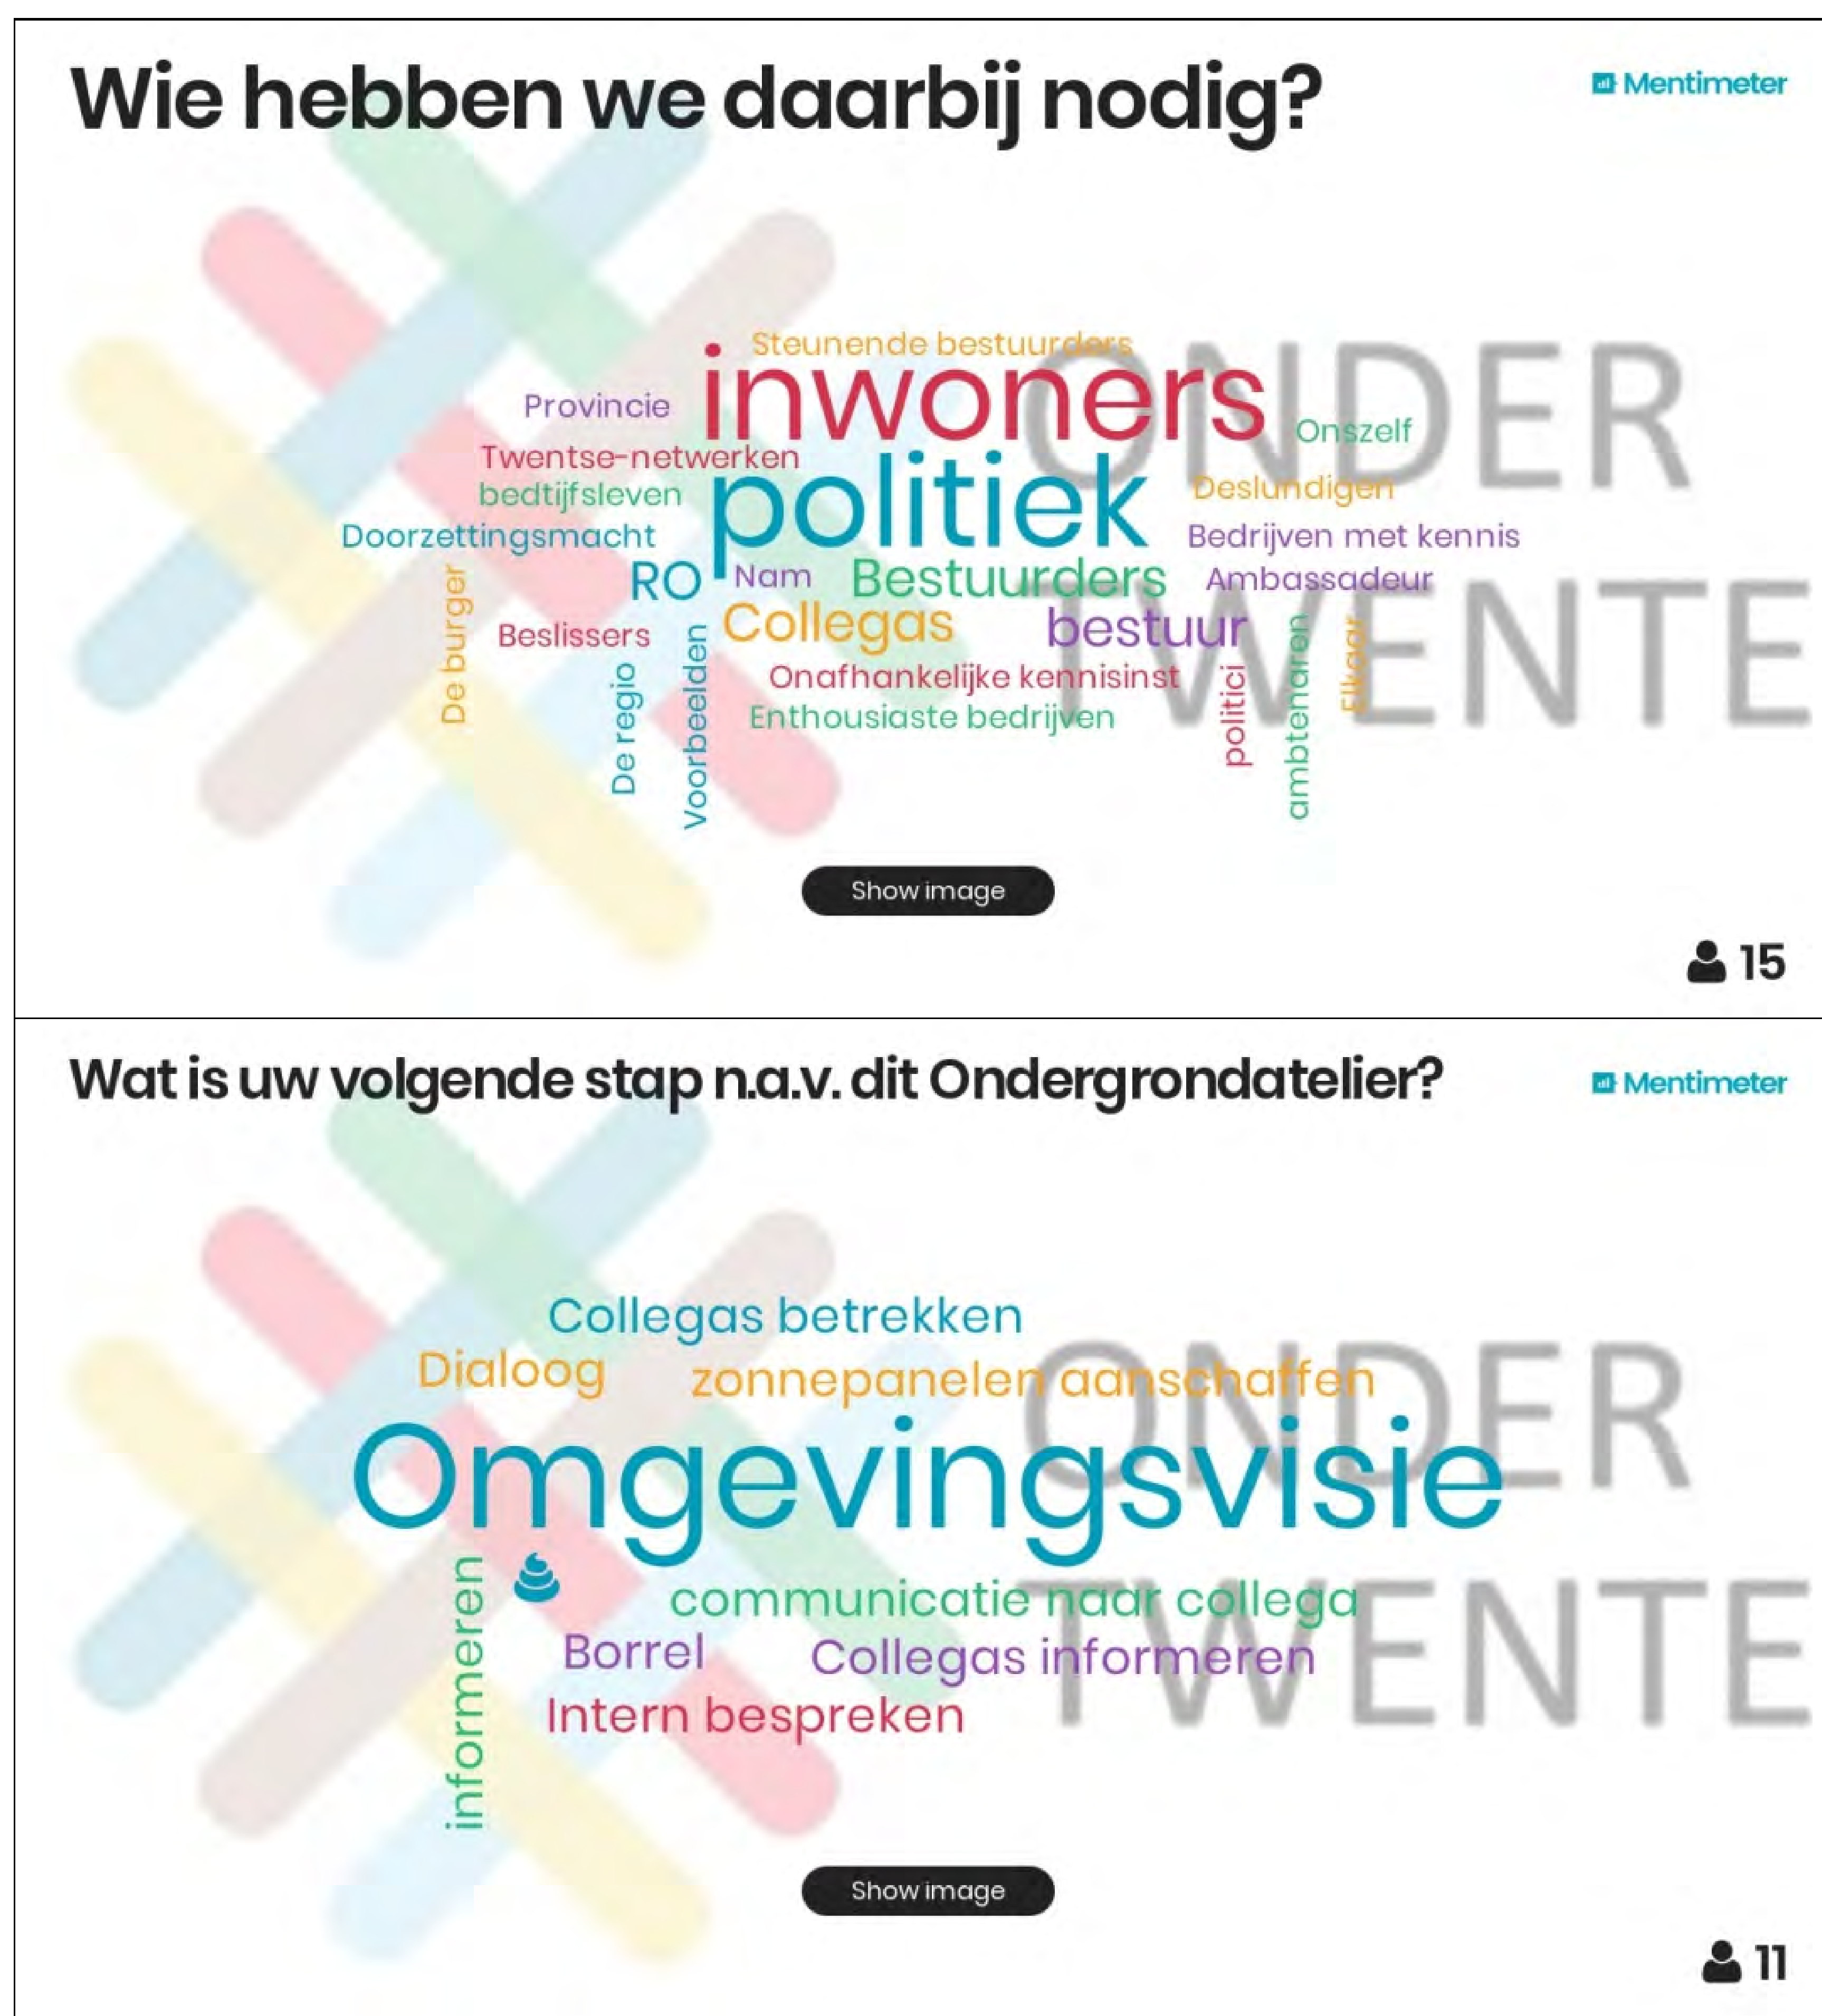 Wie hebben we daarbij nodig?
Mentimeter
Steunende bestuurders
inwoners
Provincie
Onszelf
Twentse-netwerken
politiek
bedtijfsleven
Deslundigen
Doorzettingsmacht
Bedrijven met kennis
RO
Nam
Bestuurders
Ambassadeur
De burger
Beslissers
Collegas
bestuur
De regio
Voorbeelden
Onafhankelijke kennisinst
Enthousiaste bedrijven
politici
ambtenaren
Elkaar
ONDER
TWENTE
Show image
15
Wat is uw volgende stap n.a.v. dit Ondergrondatelier?
Mentimeter
Collegas betrekken
Dialoog
zonnepanelen aanschaffen
Omgevingsvisie
informeren
communicatie naar collega
Borrel
Collegas informeren
Intern bespreken
ONDER
TWENTE
Show image
11